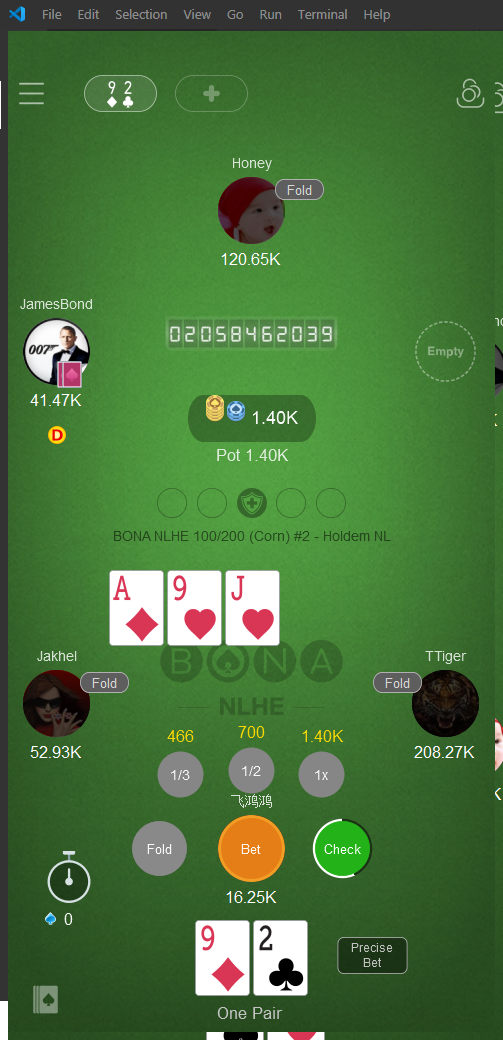 File Edit Selection View Go Run Terminal Help
9 2
Honey
Fold
120.65K
JamesBond
007
41.47K
D
02058462039
Empty
1.40K
Pot 1.40K
BONA NLHE 100/200 (Corn) #2 - Holdem NL
A 9 J
BONA
NLHE
Jakhel
Fold
52.93K
TTiger
Fold
208.27K
466 700 1.40K
1/3 1/2 1x
飞鸿鸿
Fold Bet Check
16.25K
0
9 2
Precise
Bet
One Pair